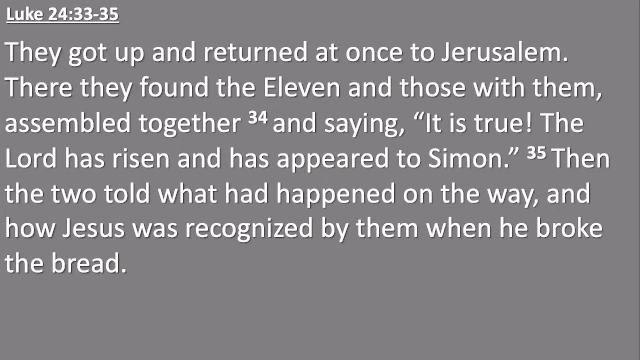 Luke 24:33-35
They got up and returned at once to Jerusalem.
There they found the Eleven and those with them,
assembled together 34 and saying, “It is true! The
Lord has risen and has appeared to Simon.” 35 Then
the two told what had happened on the way, and
how Jesus was recognized by them when he broke
the bread.